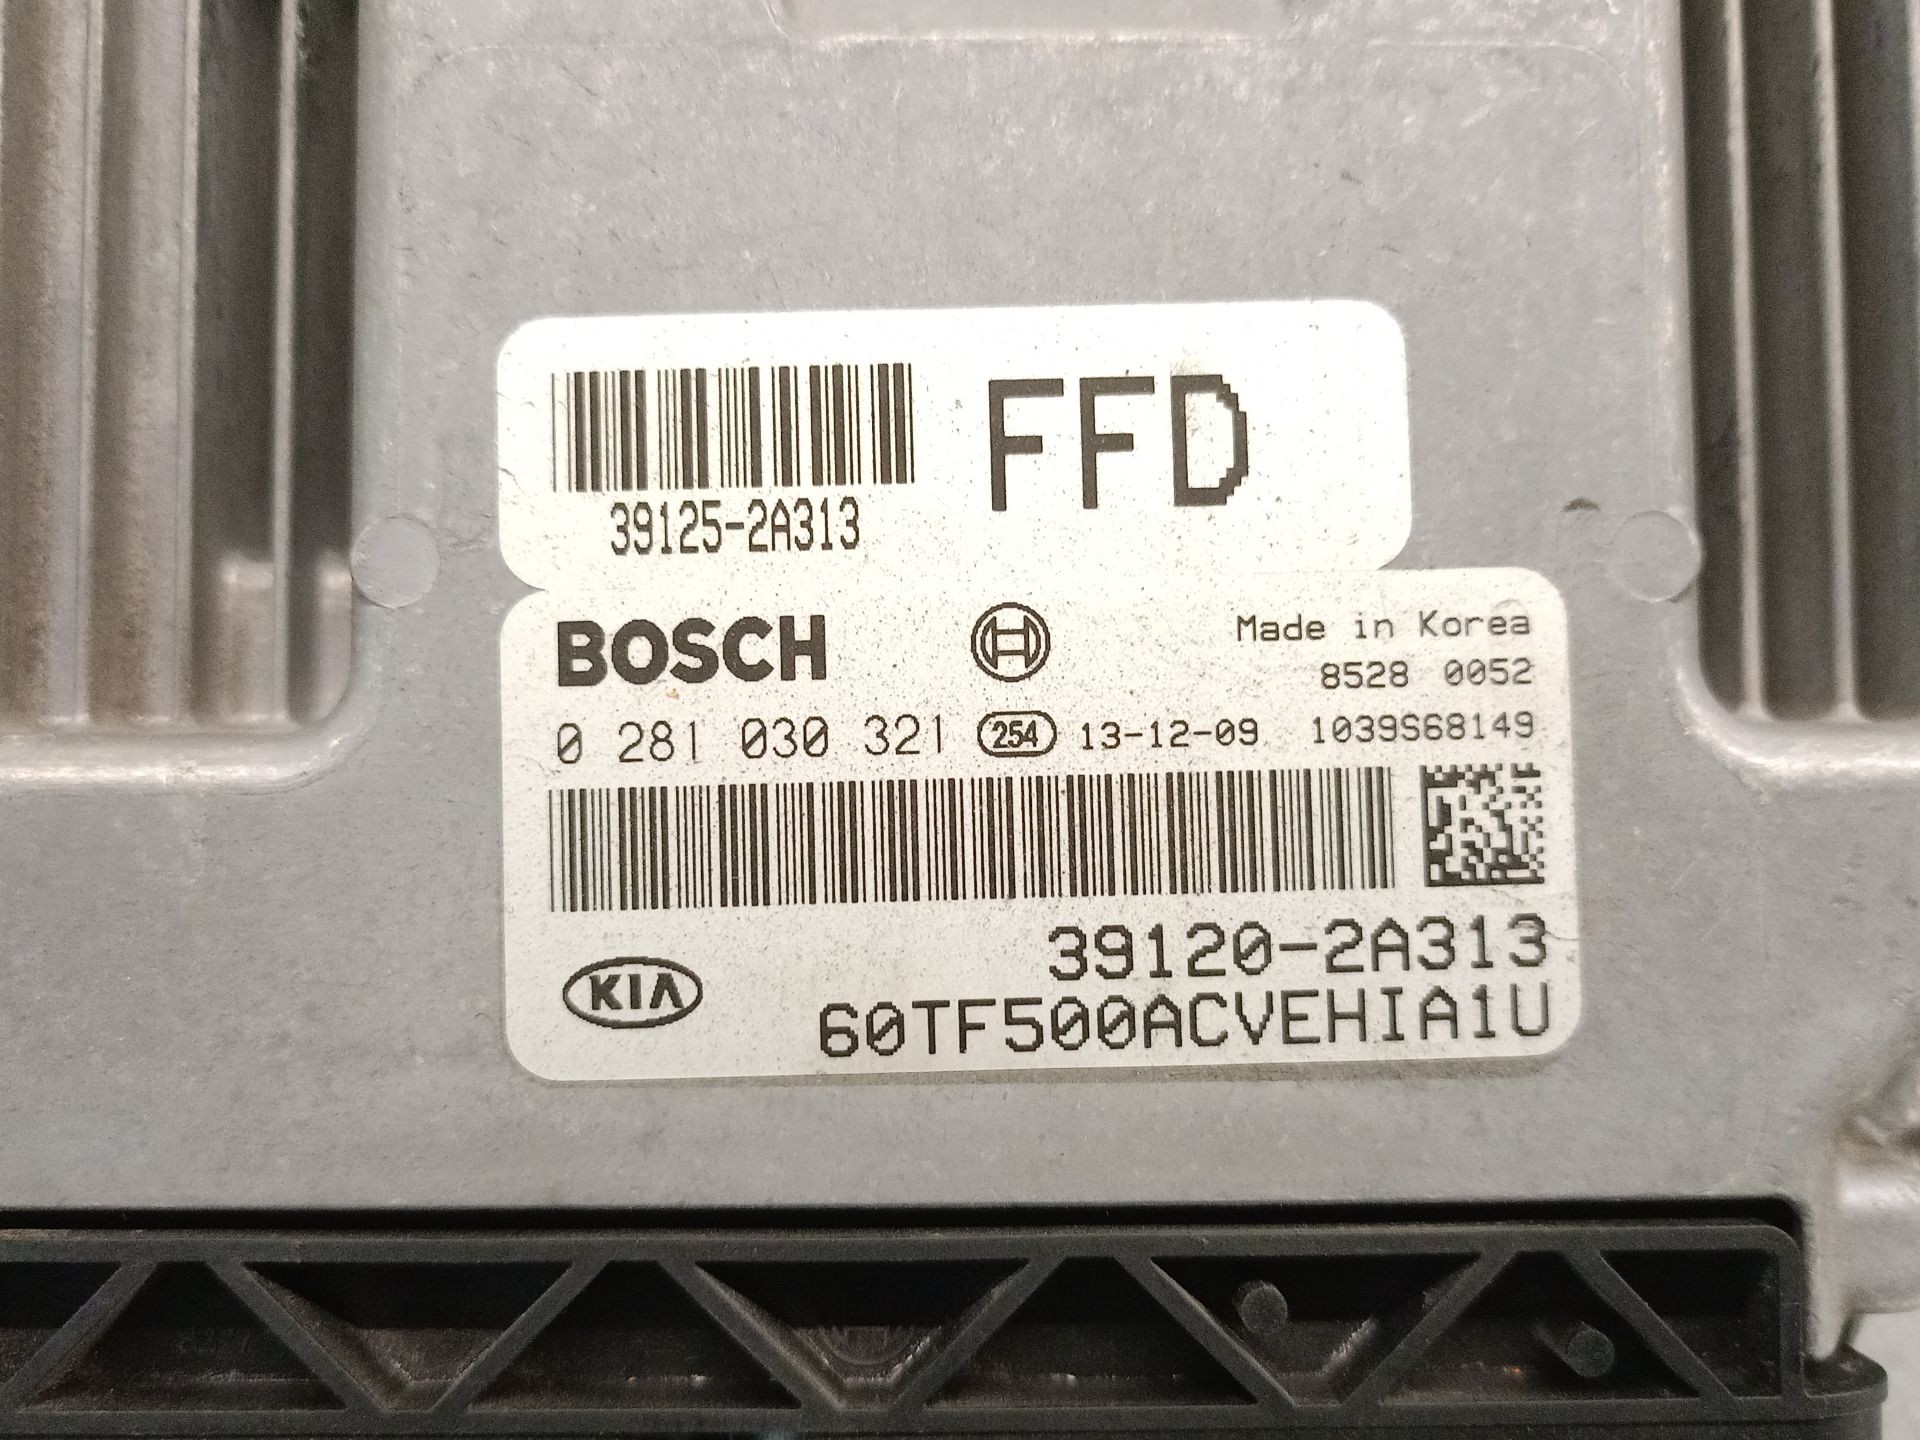 FFD
39125-2A313
BOSCH
Made in Korea
8528 0052
0 281 030 321 254 13-12-09 1039S68149
39120-2A313
KIA
60TF500ACVEHIA1U